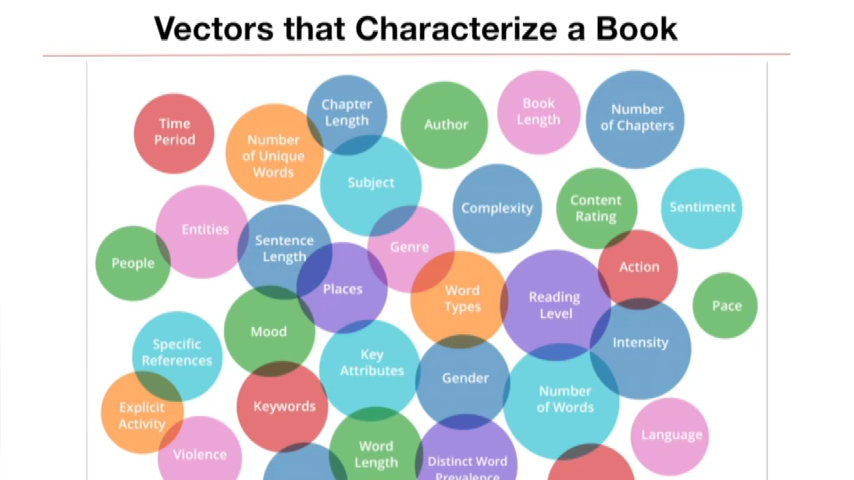 Vectors that Characterize a Book
Time
Period
Number
of Unique
Words
Chapter
Length
Author
Book
Length
Number
of Chapters
Subject
Complexity
Content
Rating
Sentiment
People
Entities
Sentence
Length
Genre
Places
Word
Types
Reading
Level
Action
Pace
Specific
References
Mood
Key
Attributes
Gender
Intensity
Explicit
Activity
Keywords
Number
of Words
Language
Violence
Word
Length
Distinct Word
Prevalence